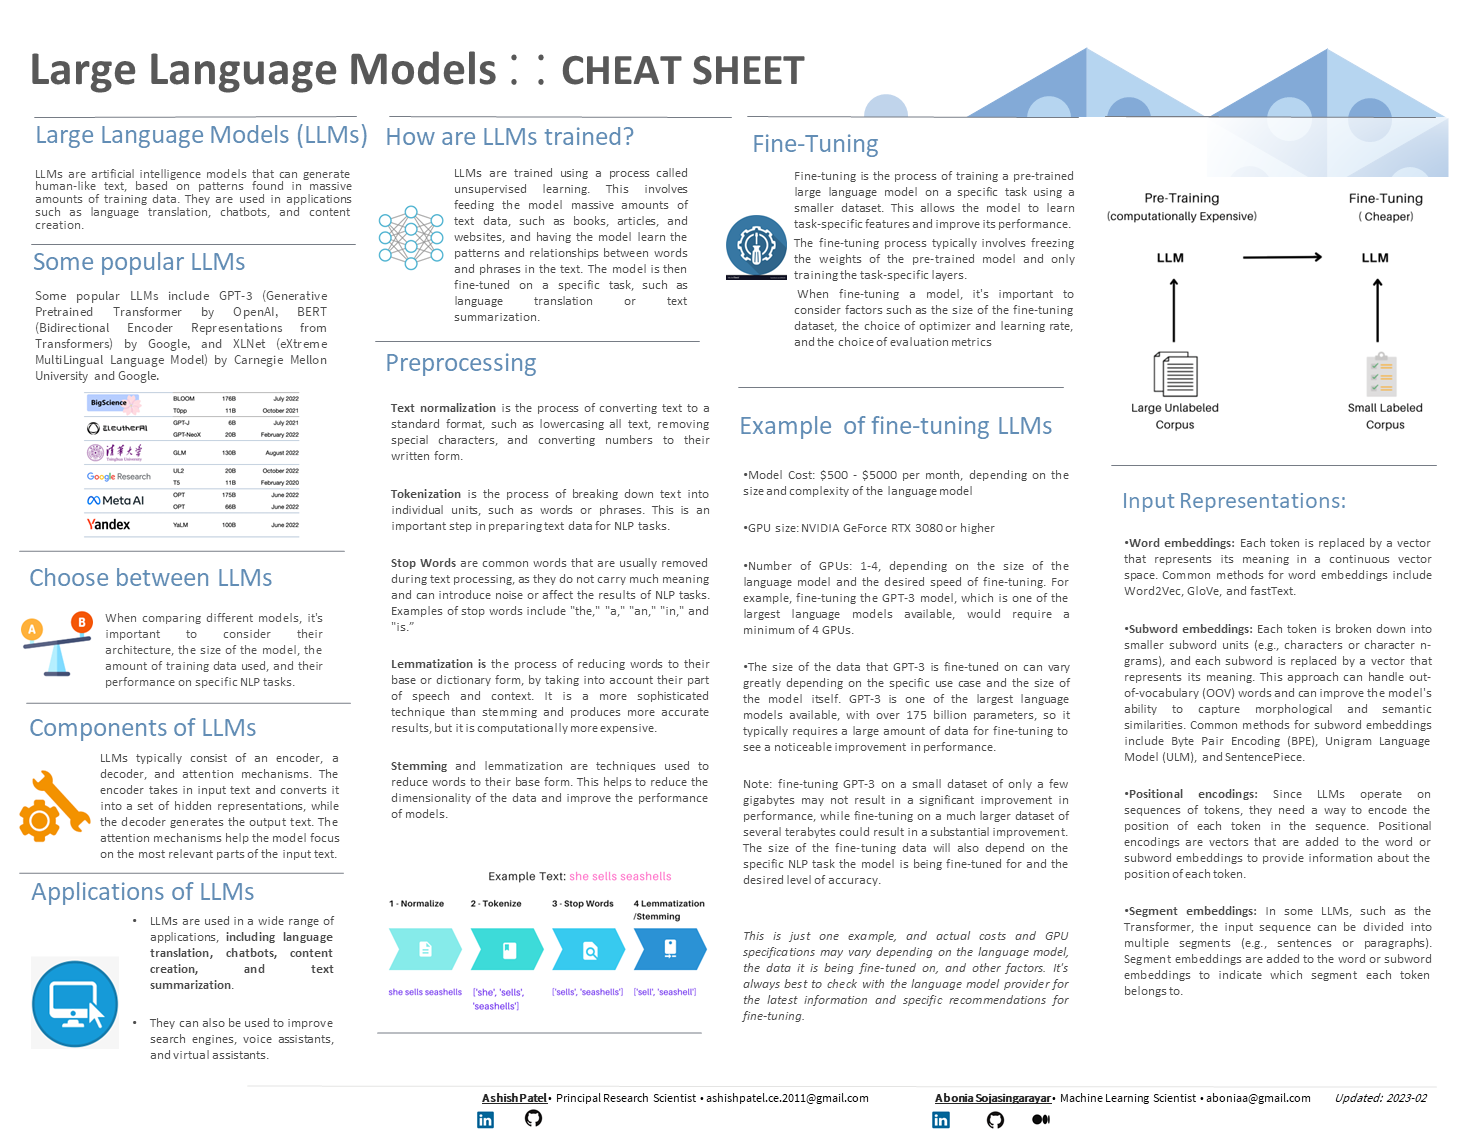 Large Language Models : : CHEAT SHEET
Large Language Models (LLMs)
LLMs are artificial intelligence models that can generate
human-like text, based on patterns found in massive
amounts of training data. They are used in applications
such as language translation, chatbots, and content
creation.
Some popular LLMs
Some popular LLMs include GPT-3 (Generative
Pretrained Transformer by OpenAI, BERT
(Bidirectional Encoder Representations from
Transformers) by Google, and XLNet (eXtreme
MultiLingual Language Model) by Carnegie Mellon
University and Google.
BigScience
BLOOM 176B July 2022
T0pp 11B October 2021
EleutherAI
GPT-J 6B July 2021
GPT-NeoX 20B February 2022
清华大学
Tsinghua University
GLM 130B August 2022
Google Research
UL2 20B October 2022
T5 11B February 2020
Meta AI
OPT 175B June 2022
OPT 66B June 2022
Yandex
YaLM 100B June 2022
Choose between LLMs
A
B
When comparing different models, it's
important to consider their
architecture, the size of the model, the
amount of training data used, and their
performance on specific NLP tasks.
Components of LLMs
LLMs typically consist of an encoder, a
decoder, and attention mechanisms. The
encoder takes in input text and converts it
into a set of hidden representations, while
the decoder generates the output text. The
attention mechanisms help the model focus
on the most relevant parts of the input text.
Applications of LLMs
• LLMs are used in a wide range of
applications, including language
translation, chatbots, content
creation, and text
summarization.
• They can also be used to improve
search engines, voice assistants,
and virtual assistants.
How are LLMs trained?
LLMs are trained using a process called
unsupervised learning. This involves
feeding the model massive amounts of
text data, such as books, articles, and
websites, and having the model learn the
patterns and relationships between words
and phrases in the text. The model is then
fine-tuned on a specific task, such as
language translation or text
summarization.
Preprocessing
Text normalization is the process of converting text to a
standard format, such as lowercasing all text, removing
special characters, and converting numbers to their
written form.
Tokenization is the process of breaking down text into
individual units, such as words or phrases. This is an
important step in preparing text data for NLP tasks.
Stop Words are common words that are usually removed
during text processing, as they do not carry much meaning
and can introduce noise or affect the results of NLP tasks.
Examples of stop words include "the," "a," "an," "in," and
"is.”
Lemmatization is the process of reducing words to their
base or dictionary form, by taking into account their part
of speech and context. It is a more sophisticated
technique than stemming and produces more accurate
results, but it is computationally more expensive.
Stemming and lemmatization are techniques used to
reduce words to their base form. This helps to reduce the
dimensionality of the data and improve the performance
of models.
Example Text: she sells seashells
1 - Normalize
2 - Tokenize
3 - Stop Words
4 Lemmatization
/Stemming
she sells seashells
['she', 'sells',
'seashells']
['sells', 'seashells']
['sell', 'seashell']
Fine-Tuning
Fine-tuning is the process of training a pre-trained
large language model on a specific task using a
smaller dataset. This allows the model to learn
task-specific features and improve its performance.
The fine-tuning process typically involves freezing
the weights of the pre-trained model and only
training the task-specific layers.
When fine-tuning a model, it's important to
consider factors such as the size of the fine-tuning
dataset, the choice of optimizer and learning rate,
and the choice of evaluation metrics
Example of fine-tuning LLMs
•Model Cost: $500 - $5000 per month, depending on the
size and complexity of the language model
•GPU size: NVIDIA GeForce RTX 3080 or higher
•Number of GPUs: 1-4, depending on the size of the
language model and the desired speed of fine-tuning. For
example, fine-tuning the GPT-3 model, which is one of the
largest language models available, would require a
minimum of 4 GPUs.
•The size of the data that GPT-3 is fine-tuned on can vary
greatly depending on the specific use case and the size of
the model itself. GPT-3 is one of the largest language
models available, with over 175 billion parameters, so it
typically requires a large amount of data for fine-tuning to
see a noticeable improvement in performance.
Note: fine-tuning GPT-3 on a small dataset of only a few
gigabytes may not result in a significant improvement in
performance, while fine-tuning on a much larger dataset of
several terabytes could result in a substantial improvement.
The size of the fine-tuning data will also depend on the
specific NLP task the model is being fine-tuned for and the
desired level of accuracy.
This is just one example, and actual costs and GPU
specifications may vary depending on the language model,
the data it is being fine-tuned on, and other factors. It's
always best to check with the language model provider for
the latest information and specific recommendations for
fine-tuning.
Pre-Training
(computationally Expensive)
Fine-Tuning
( Cheaper)
LLM
LLM
Large Unlabeled
Corpus
Small Labeled
Corpus
Input Representations:
•Word embeddings: Each token is replaced by a vector
that represents its meaning in a continuous vector
space. Common methods for word embeddings include
Word2Vec, GloVe, and fastText.
•Subword embeddings: Each token is broken down into
smaller subword units (e.g., characters or character n-
grams), and each subword is replaced by a vector that
represents its meaning. This approach can handle out-
of-vocabulary (OOV) words and can improve the model's
ability to capture morphological and semantic
similarities. Common methods for subword embeddings
include Byte Pair Encoding (BPE), Unigram Language
Model (ULM), and SentencePiece.
•Positional encodings: Since LLMs operate on
sequences of tokens, they need a way to encode the
position of each token in the sequence. Positional
encodings are vectors that are added to the word or
subword embeddings to provide information about the
position of each token.
•Segment embeddings: In some LLMs, such as the
Transformer, the input sequence can be divided into
multiple segments (e.g., sentences or paragraphs).
Segment embeddings are added to the word or subword
embeddings to indicate which segment each token
belongs to.
Ashish Patel • Principal Research Scientist • ashishpatel.ce.2011@gmail.com
in
Abonia Sojasingarayar • Machine Learning Scientist • aboniaa@gmail.com
in
Updated: 2023-02